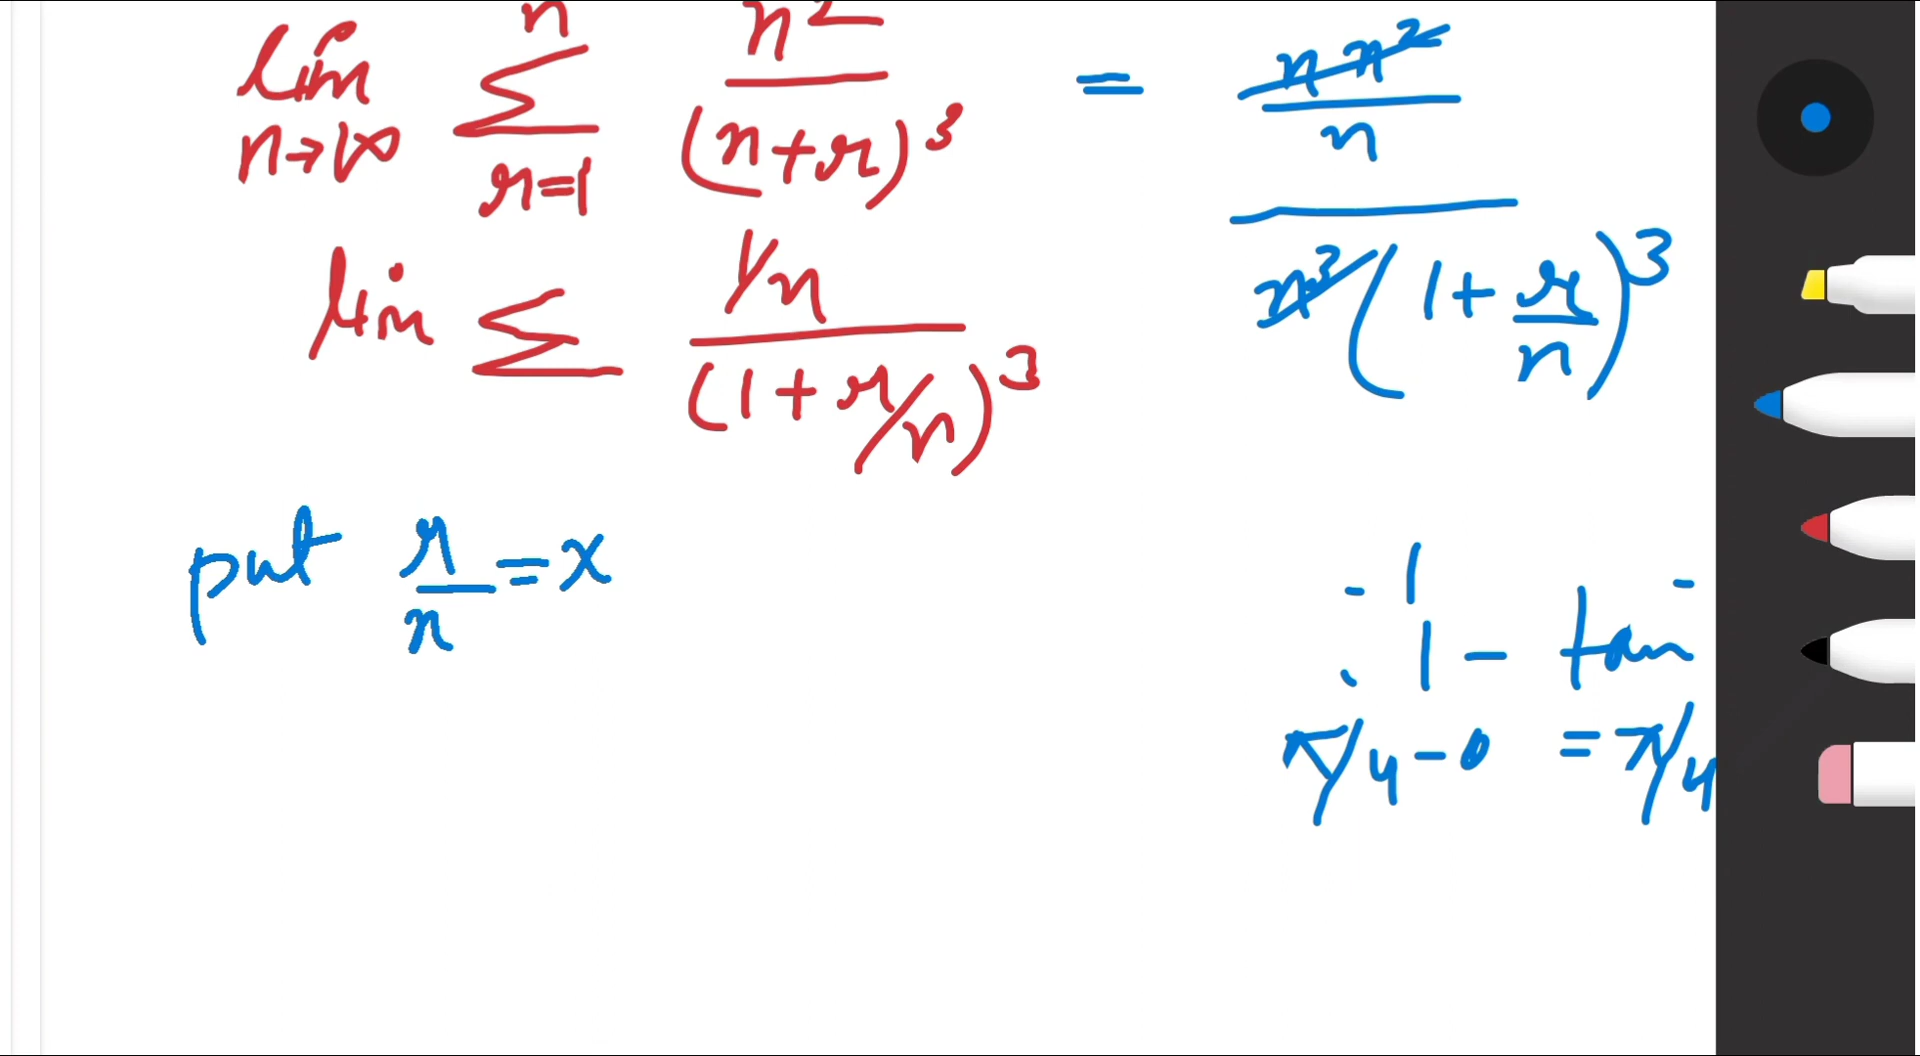 lim n→∞ n Σ r=1 n² / (n+r)³ = n n² / n / n³(1+r/n)³
lim Σ 1/n / (1+r/n)³
put r/n = x
- 1 -
: 1 - tan
π/4 - 0 = π/4